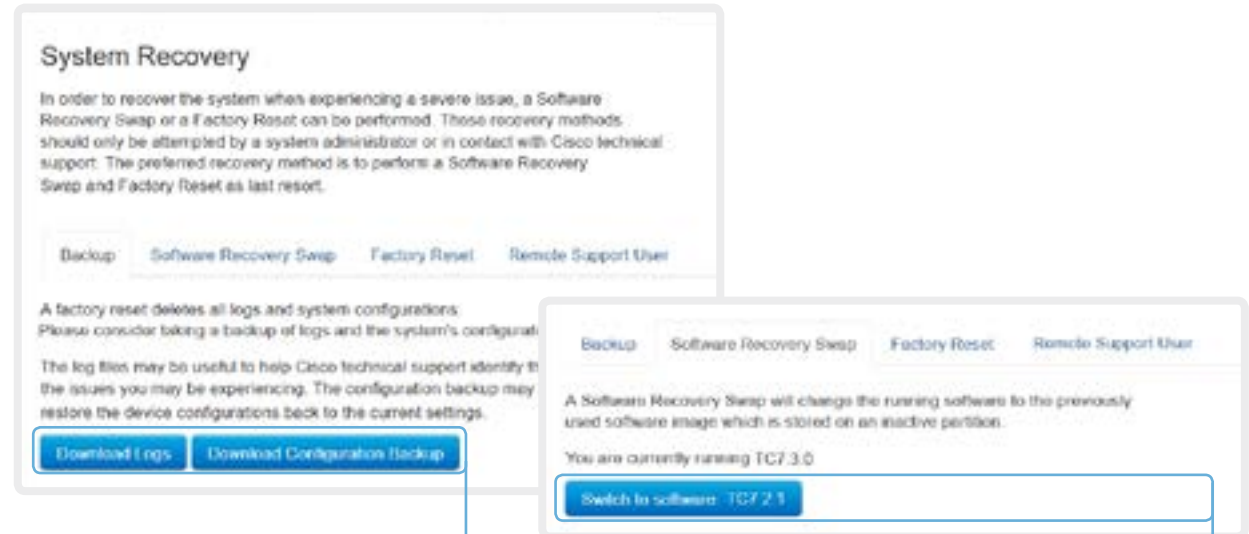 System Recovery
In order to recover the system when experiencing a severe issue, a Software
Recovery Swap or a Factory Reset can be performed. These recovery methods
should only be attempted by a system administrator or in contact with Cisco technical
support. The preferred recovery method is to perform a Software Recovery
Swap and Factory Reset as last resort.
Backup Software Recovery Swap Factory Reset Remote Support User
A factory reset deletes all logs and system configurations.
Please consider taking a backup of logs and the system's
The log files may be useful to help Cisco technical support identify
the issues you may be experiencing. The configuration backup may
restore the device configurations back to the current settings.
Download Logs Download Configuration Backup
Backup Software Recovery Swap Factory Reset Remote Support User
A Software Recovery Swap will change the running software to the previously
used software image which is stored on an inactive partition.
You are currently running TC7.3.0
Switch to software: TC7.2.1